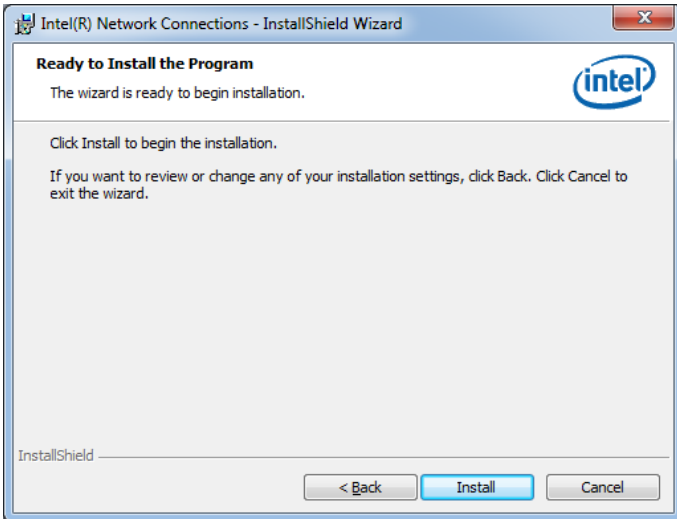 Intel(R) Network Connections - InstallShield Wizard
Ready to Install the Program
The wizard is ready to begin installation.
intel
Click Install to begin the installation.
If you want to review or change any of your installation settings, click Back. Click Cancel to
exit the wizard.
InstallShield
< Back
Install
Cancel